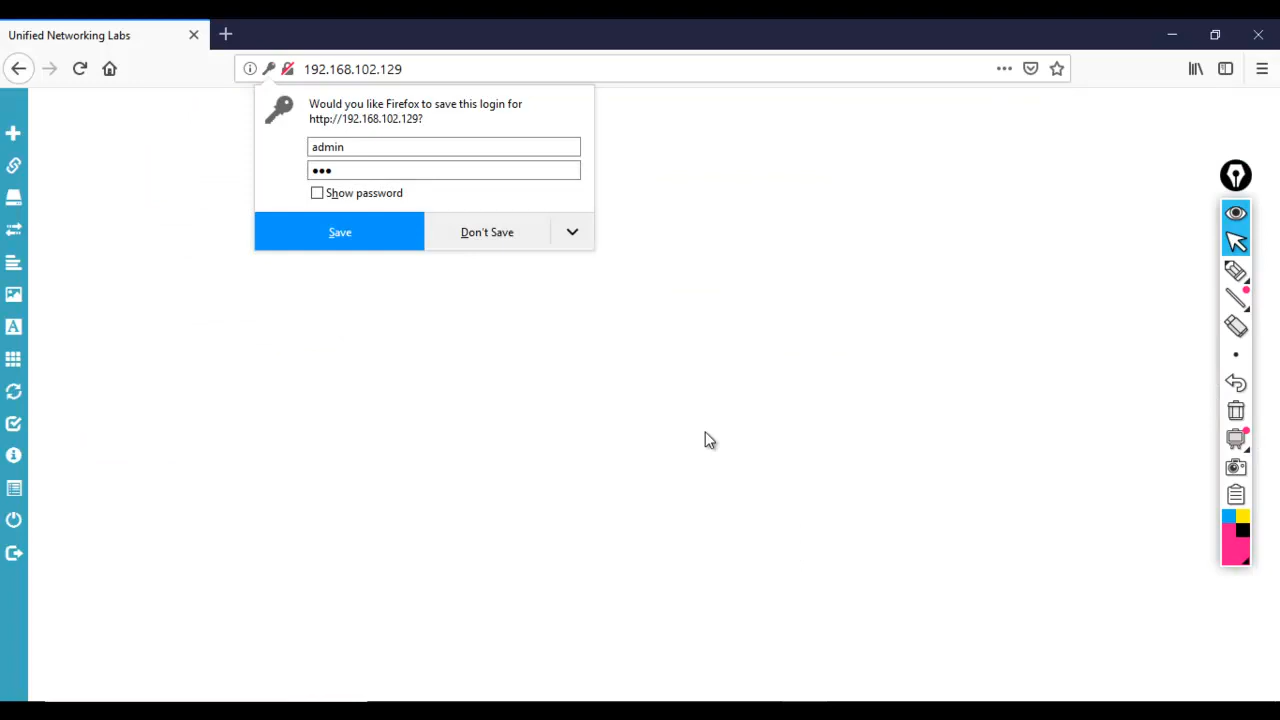 Unified Networking Labs
192.168.102.129
Would you like Firefox to save this login for
http://192.168.102.129?
admin
●●●
Show password
Save
Don't Save